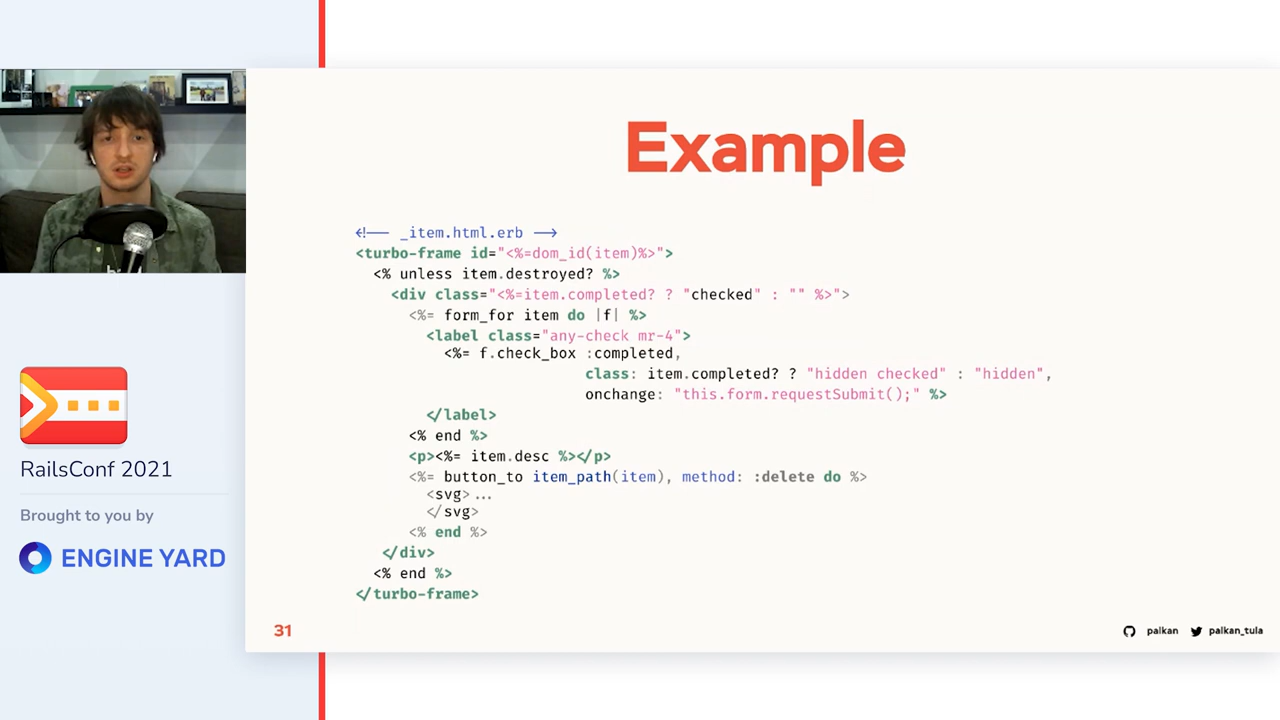 Example
<!-- _item.html.erb -->
<turbo-frame id="<%=dom_id(item)%>">
<% unless item.destroyed? %>
<div class="<%=item.completed? ? "checked" : "" %>">
<%= form_for item do |f| %>
<label class="any-check mr-4">
<%= f.check_box :completed,
class: item.completed? ? "hidden checked" : "hidden",
onchange: "this.form.requestSubmit();" %>
</label>
<% end %>
<p><%= item.desc %></p>
<%= button_to item_path(item), method: :delete do %>
<svg>...
</svg>
<% end %>
</div>
<% end %>
</turbo-frame>
31
palkan palkan_tula
RailsConf 2021
Brought to you by
ENGINE YARD